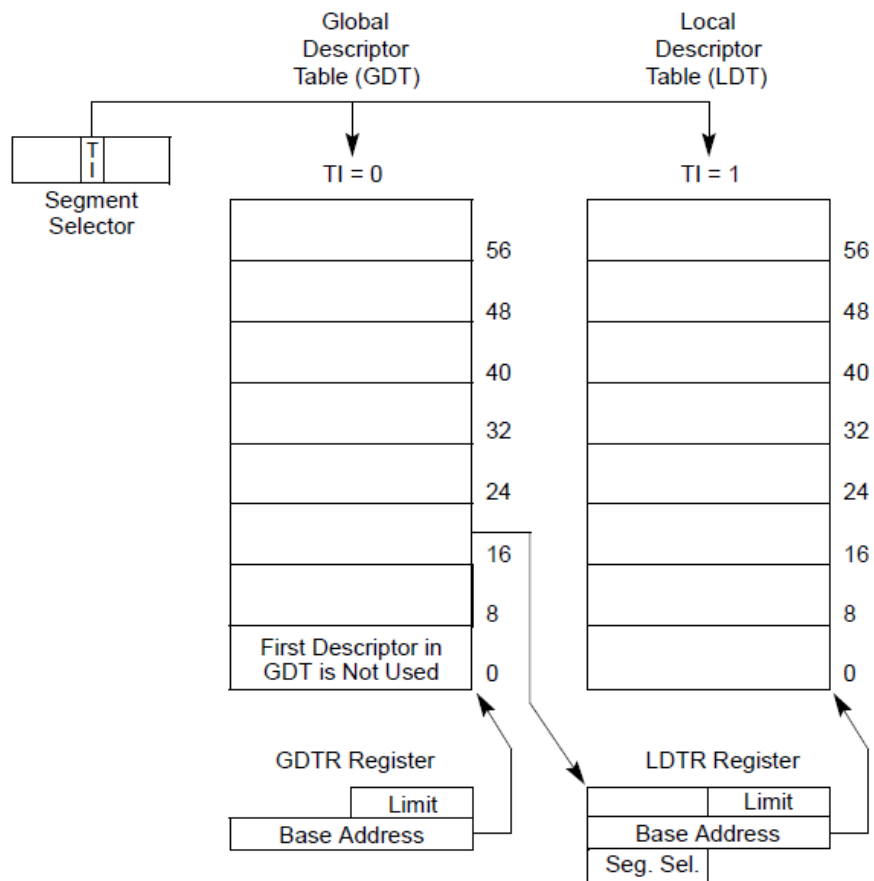 Global
Descriptor
Table (GDT)
Local
Descriptor
Table (LDT)
T
I
Segment
Selector
TI = 0
TI = 1
56
48
40
32
24
16
8
0
First Descriptor in
GDT is Not Used
56
48
40
32
24
16
8
0
GDTR Register
Limit
Base Address
LDTR Register
Limit
Base Address
Seg. Sel.